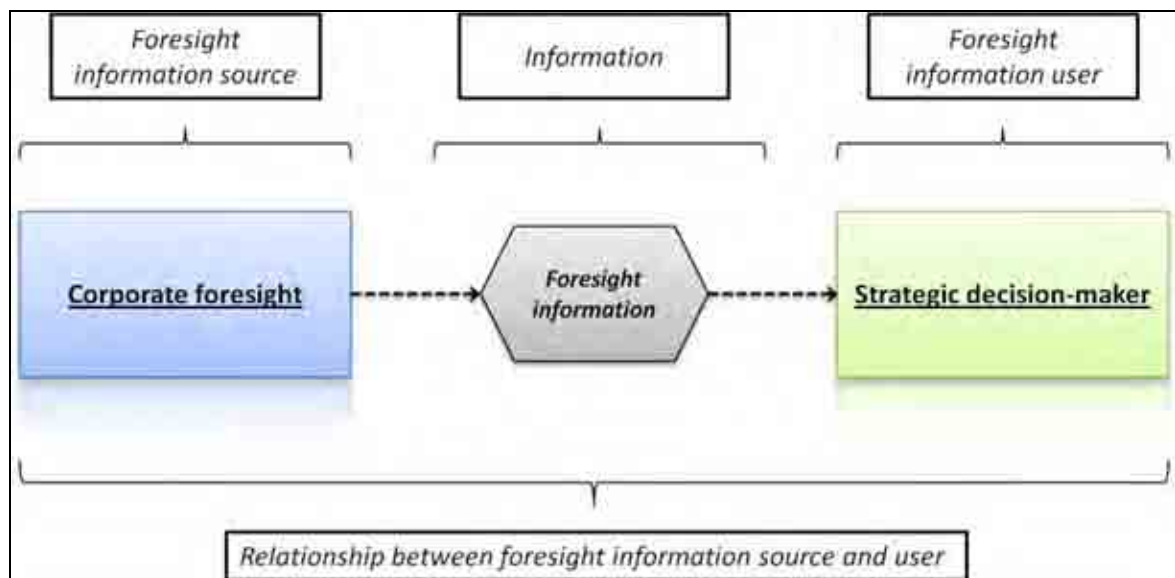 Foresight
information source
Information
Foresight
information user
Corporate foresight
Foresight
information
Strategic decision-maker
Relationship between foresight information source and user